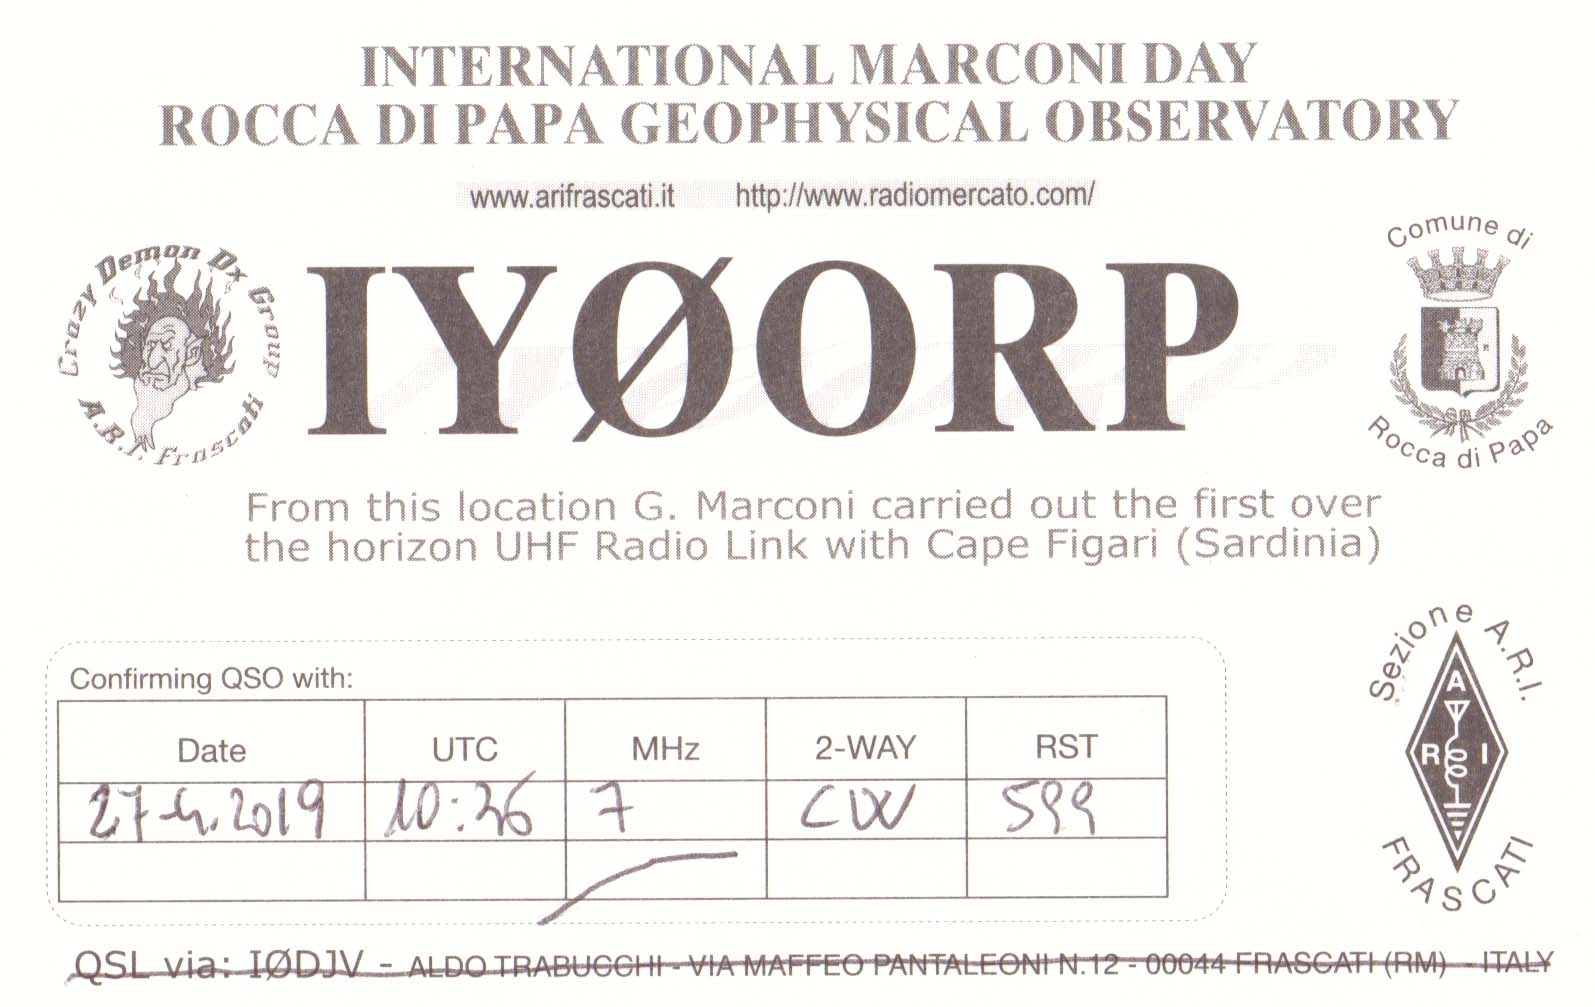 INTERNATIONAL MARCONI DAY
ROCCA DI PAPA GEOPHYSICAL OBSERVATORY
www.arifrascati.it http://www.radiomercato.com/
Crazy Demon Dx Group
A.R.I. Frascati
IYØORP
Comune di
Rocca di Papa
From this location G. Marconi carried out the first over
the horizon UHF Radio Link with Cape Figari (Sardinia)
Sezione A.R.I.
A
R I
FRASCATI
Confirming QSO with:
Date UTC MHz 2-WAY RST
27-4.2019 10:36 7 CW 599
QSL via: IØDJV - ALDO TRABUCCHI - VIA MAFFEO PANTALEONI N.12 - 00044 FRASCATI (RM) - ITALY